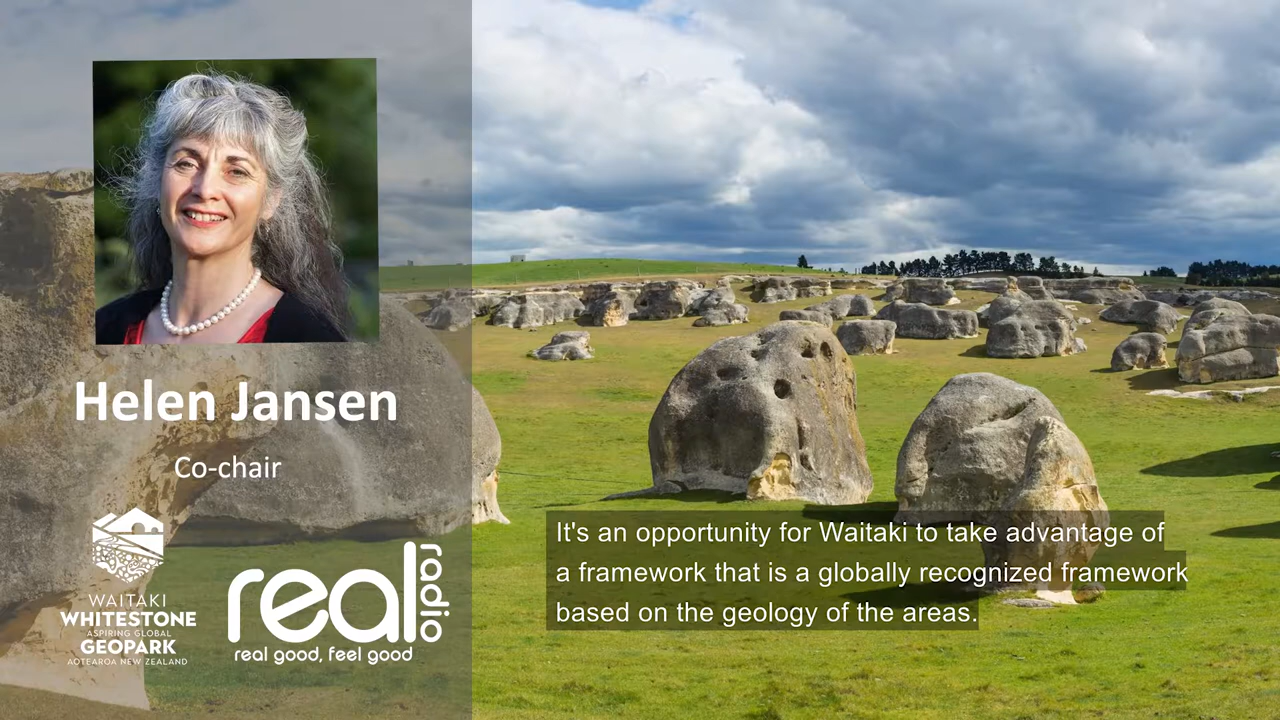 Helen Jansen
Co-chair
WAITAKI
WHITESTONE
ASPIRING GLOBAL
GEOPARK
AOTEAROA NEW ZEALAND
real radio
real good, feel good
It's an opportunity for Waitaki to take advantage of
a framework that is a globally recognized framework
based on the geology of the areas.